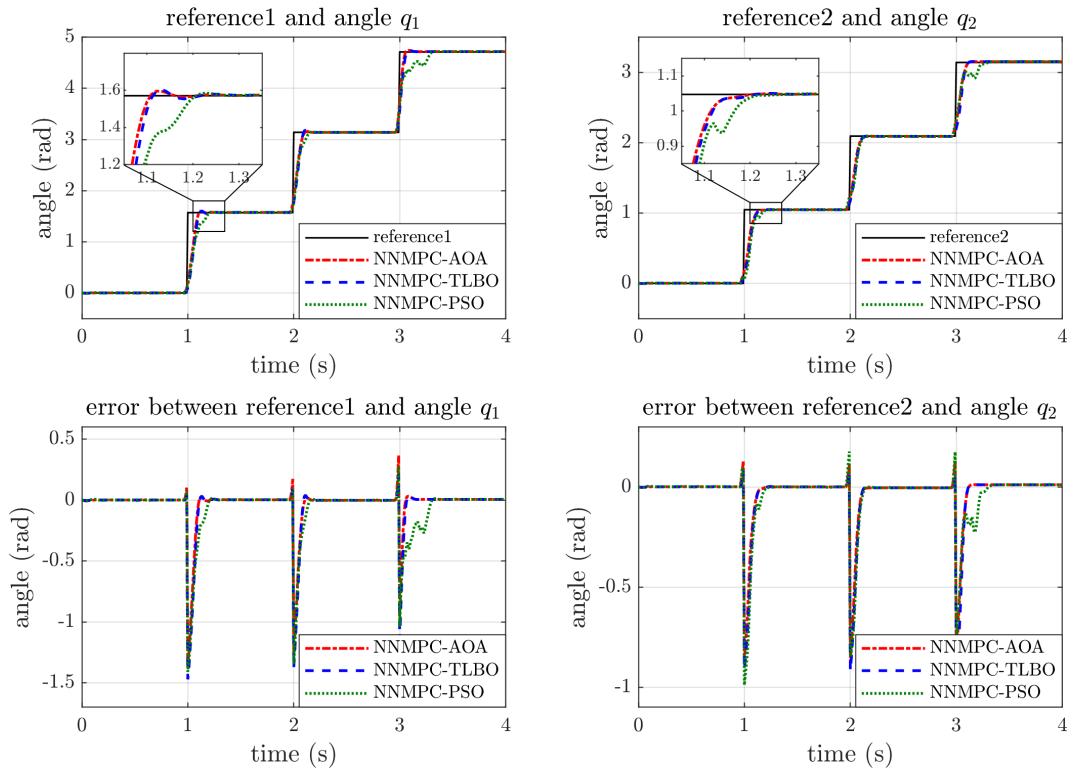 reference1 and angle q₁
5
4
3
2
1
0
angle (rad)
1.6
1.4
1.2
1.1
1.2
1.3
reference1
NNMPC-AOA
NNMPC-TLBO
NNMPC-PSO
0
1
2
3
4
time (s)
reference2 and angle q₂
3
2
1
0
angle (rad)
1.1
1
0.9
1.1
1.2
1.3
reference2
NNMPC-AOA
NNMPC-TLBO
NNMPC-PSO
0
1
2
3
4
time (s)
error between reference1 and angle q₁
0.5
0
-0.5
-1
-1.5
angle (rad)
NNMPC-AOA
NNMPC-TLBO
NNMPC-PSO
0
1
2
3
4
time (s)
error between reference2 and angle q₂
0
-0.5
-1
angle (rad)
NNMPC-AOA
NNMPC-TLBO
NNMPC-PSO
0
1
2
3
4
time (s)